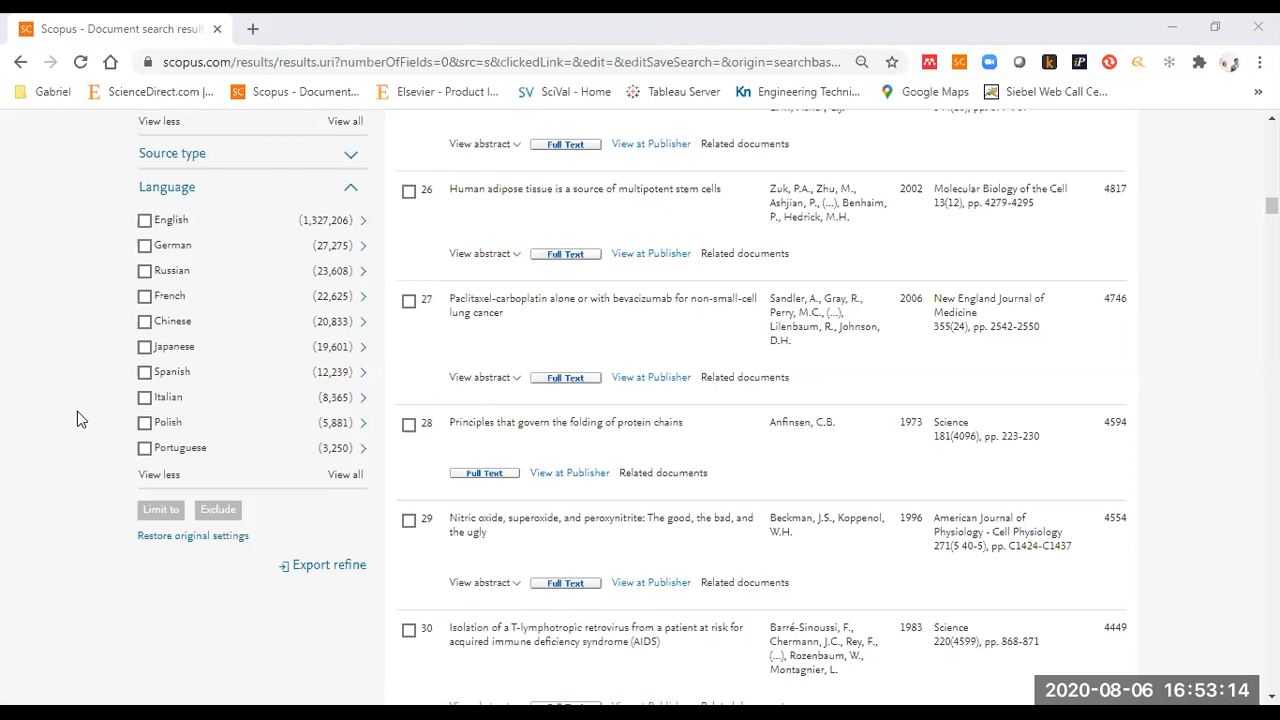 Scopus - Document search result
scopus.com/results/results.uri?numberOfFields=0&src=s&clickedLink=&edit=&editSaveSearch=&origin=searchbas...
Gabriel
ScienceDirect.com |...
Scopus - Document...
Elsevier - Product I...
SciVal - Home
Tableau Server
Engineering Techni...
Google Maps
Siebel Web Call Ce...
View less
View all
Source type
Language
English (1,327,206)
German (27,275)
Russian (23,608)
French (22,625)
Chinese (20,833)
Japanese (19,601)
Spanish (12,239)
Italian (8,365)
Polish (5,881)
Portuguese (3,250)
View less
View all
Limit to
Exclude
Restore original settings
Export refine
View abstract
Full Text
View at Publisher
Related documents
26 Human adipose tissue is a source of multipotent stem cells
Zuk, P.A., Zhu, M.,
Ashjian, P., (...), Benhaim,
P., Hedrick, M.H.
2002
Molecular Biology of the Cell
13(12), pp. 4279-4295
4817
View abstract
Full Text
View at Publisher
Related documents
27 Paclitaxel-carboplatin alone or with bevacizumab for non-small-cell
lung cancer
Sandler, A., Gray, R.,
Perry, M.C., (...),
Lilenbaum, R., Johnson,
D.H.
2006
New England Journal of
Medicine
355(24), pp. 2542-2550
4746
View abstract
Full Text
View at Publisher
Related documents
28 Principles that govern the folding of protein chains
Anfinsen, C.B.
1973
Science
181(4096), pp. 223-230
4594
Full Text
View at Publisher
Related documents
29 Nitric oxide, superoxide, and peroxynitrite: The good, the bad, and
the ugly
Beckman, J.S., Koppenol,
W.H.
1996
American Journal of
Physiology - Cell Physiology
271(5 40-5), pp. C1424-C1437
4554
View abstract
Full Text
View at Publisher
Related documents
30 Isolation of a T-lymphotropic retrovirus from a patient at risk for
acquired immune deficiency syndrome (AIDS)
Barré-Sinoussi, F.,
Chermann, J.C., Rey, F.,
(...), Rozenbaum, W.,
Montagnier, L.
1983
Science
220(4599), pp. 868-871
4449
2020-08-06 16:53:14